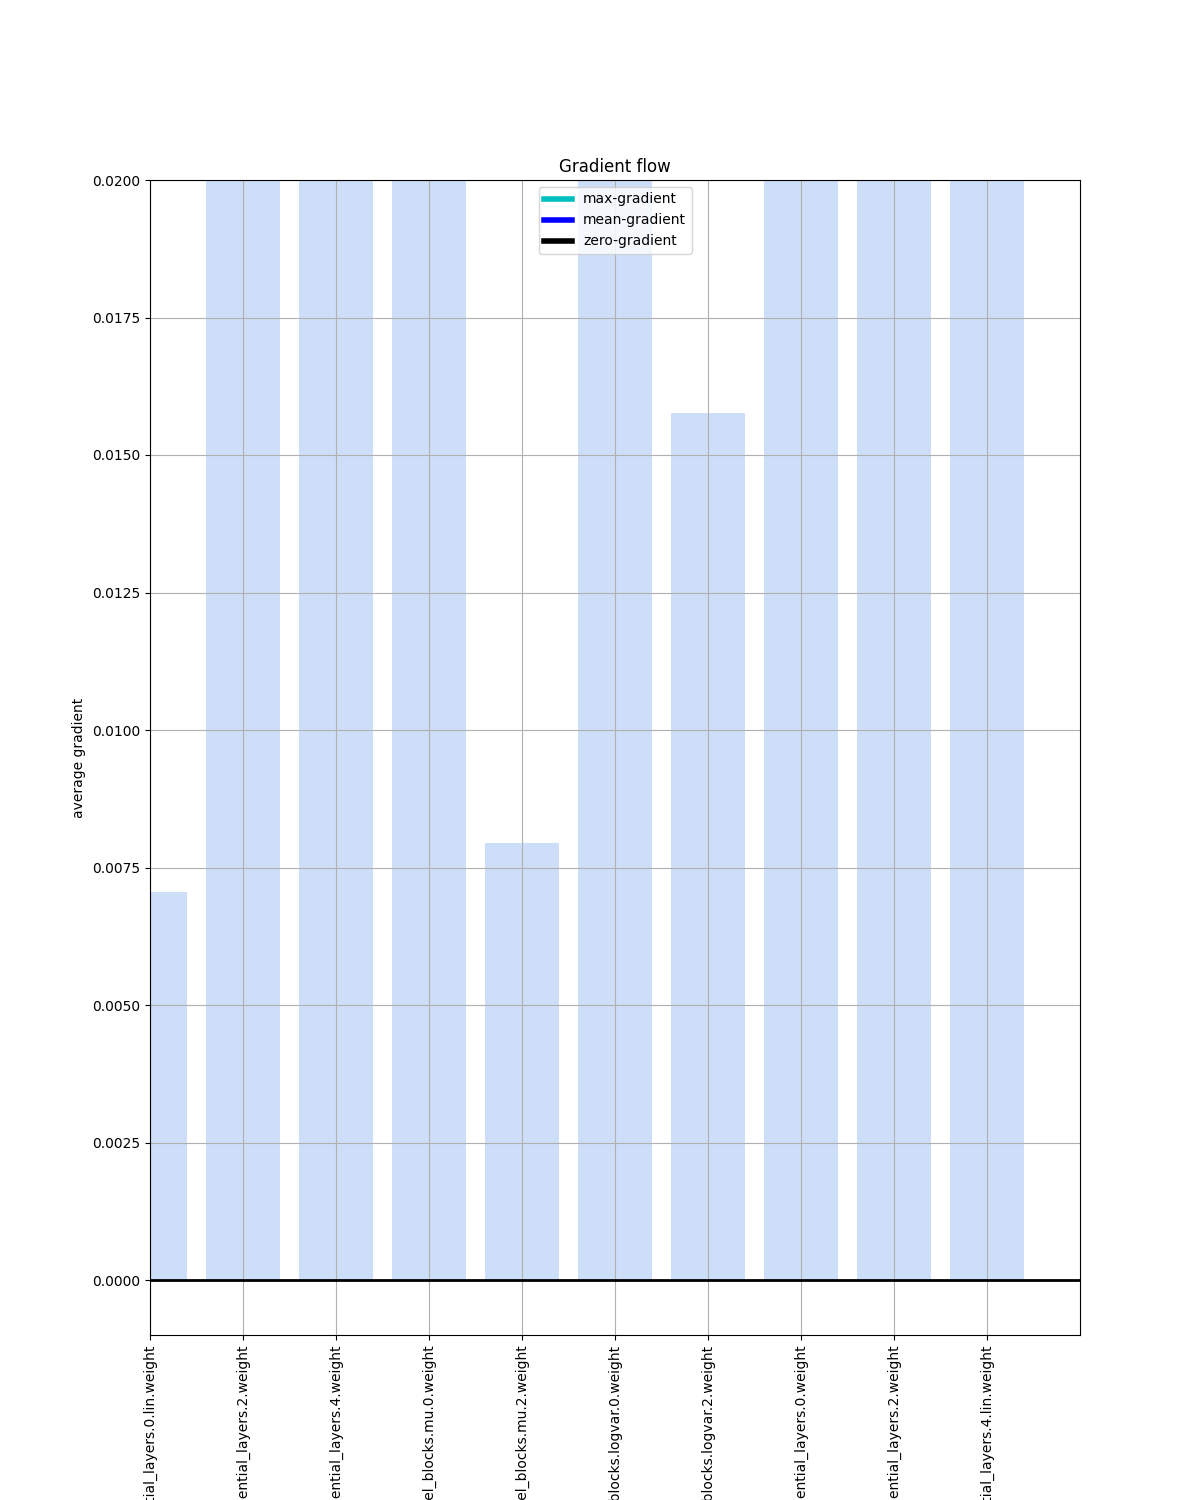 Gradient flow
max-gradient
mean-gradient
zero-gradient
0.0200
0.0175
0.0150
0.0125
0.0100
0.0075
0.0050
0.0025
0.0000
average gradient
tial_layers.0.lin.weight
ential_layers.2.weight
ential_layers.4.weight
el_blocks.mu.0.weight
el_blocks.mu.2.weight
blocks.logvar.0.weight
blocks.logvar.2.weight
ential_layers.0.weight
ential_layers.2.weight
tial_layers.4.lin.weight